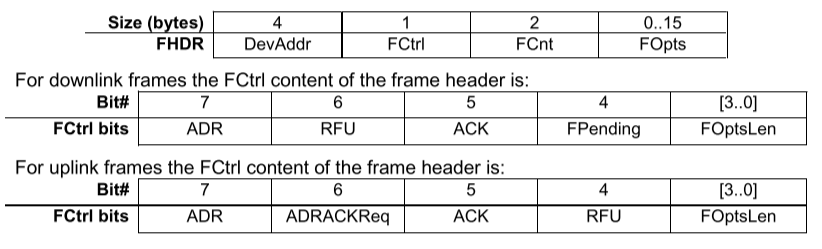 Size (bytes) 4 1 2 0..15
FHDR DevAddr FCtrl FCnt FOpts
For downlink frames the FCtrl content of the frame header is:
Bit# 7 6 5 4 [3..0]
FCtrl bits ADR RFU ACK FPending FOptsLen
For uplink frames the FCtrl content of the frame header is:
Bit# 7 6 5 4 [3..0]
FCtrl bits ADR ADRACKReq ACK RFU FOptsLen